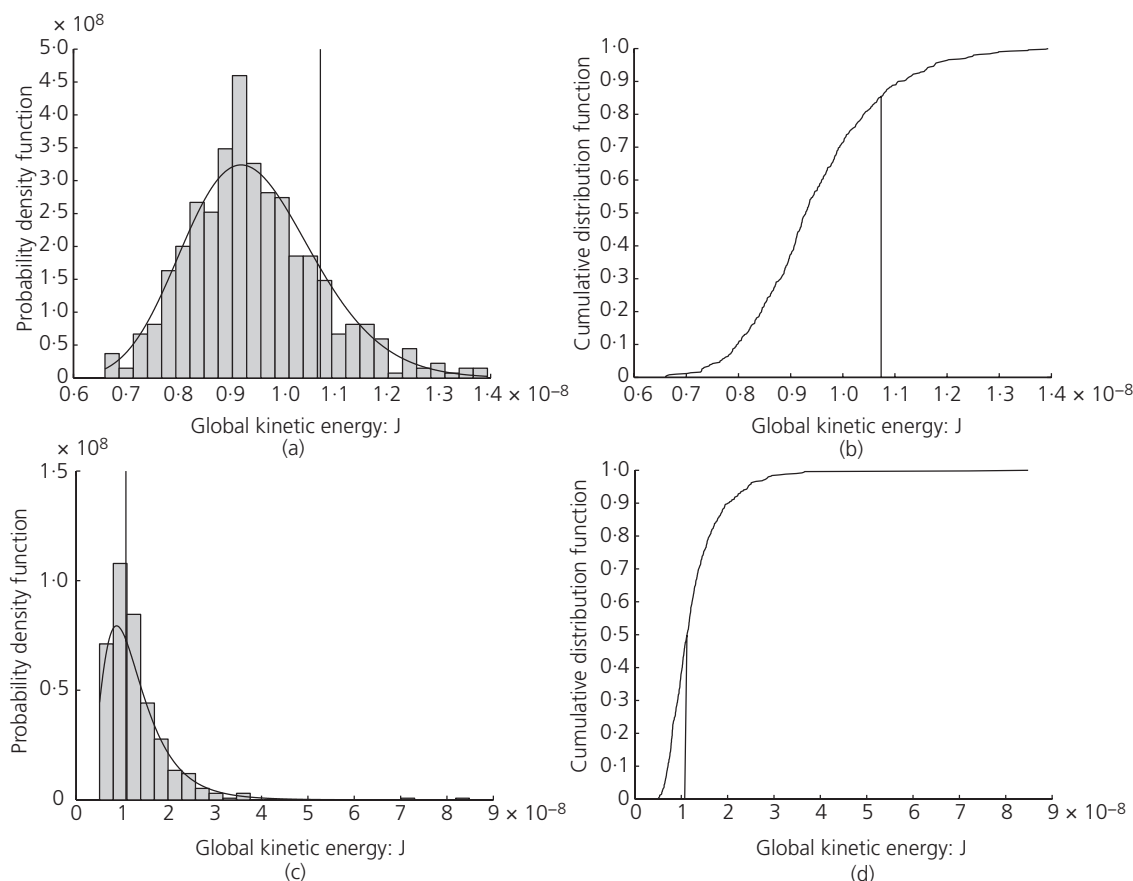 × 10⁸
5·0
4·5
4·0
3·5
3·0
2·5
2·0
1·5
1·0
0·5
0
Probability density function
0·6 0·7 0·8 0·9 1·0 1·1 1·2 1·3 1·4 × 10⁻⁸
Global kinetic energy: J
(a)
1·0
0·9
0·8
0·7
0·6
0·5
0·4
0·3
0·2
0·1
0
Cumulative distribution function
0·6 0·7 0·8 0·9 1·0 1·1 1·2 1·3 1·4 × 10⁻⁸
Global kinetic energy: J
(b)
× 10⁸
1·5
1·0
0·5
0
Probability density function
0 1 2 3 4 5 6 7 8 9 × 10⁻⁸
Global kinetic energy: J
(c)
1·0
0·9
0·8
0·7
0·6
0·5
0·4
0·3
0·2
0·1
0
Cumulative distribution function
0 1 2 3 4 5 6 7 8 9 × 10⁻⁸
Global kinetic energy: J
(d)